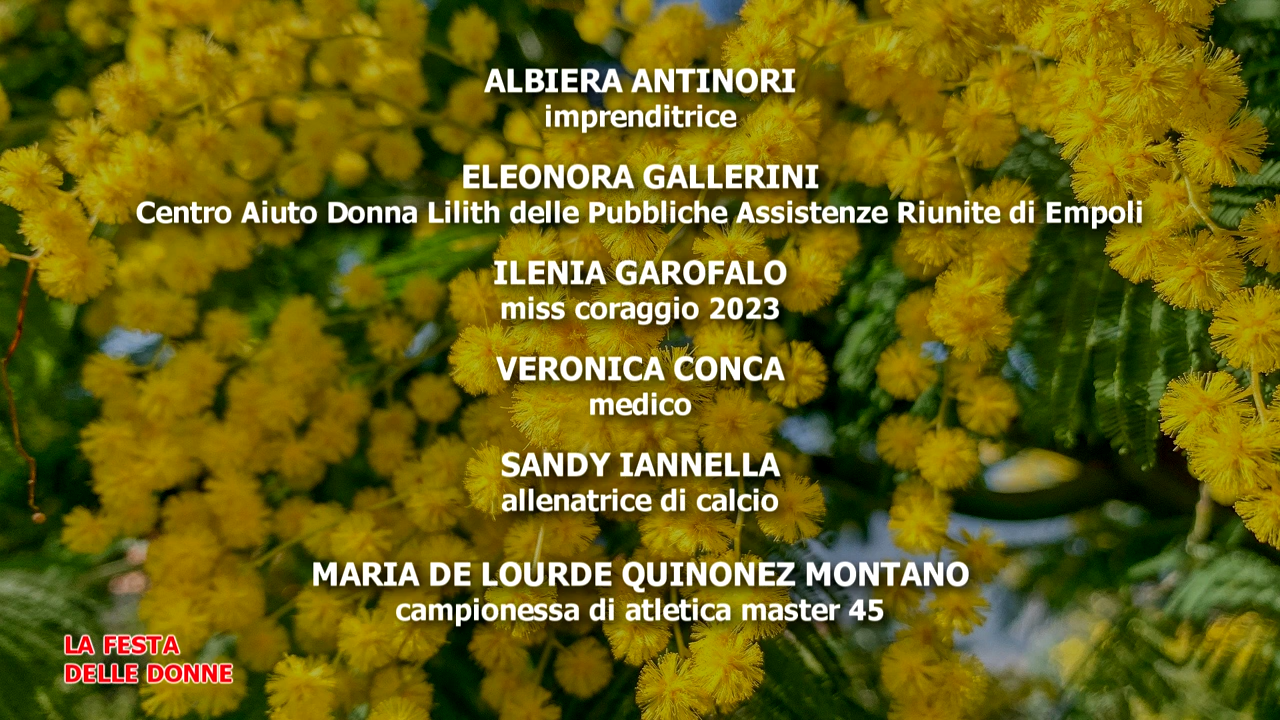 ALBIERA ANTINORI
imprenditrice
ELEONORA GALLERINI
Centro Aiuto Donna Lilith delle Pubbliche Assistenze Riunite di Empoli
ILENIA GAROFALO
miss coraggio 2023
VERONICA CONCA
medico
SANDY IANNELLA
allenatrice di calcio
MARIA DE LOURDE QUINONEZ MONTANO
campionessa di atletica master 45
LA FESTA
DELLE DONNE